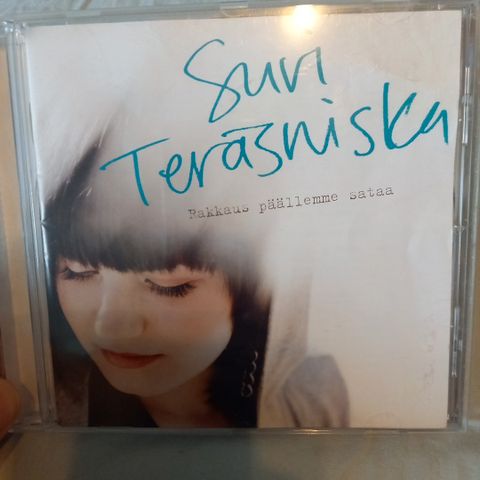 Suvi
Teräsniska
Rakkaus päällemme sataa